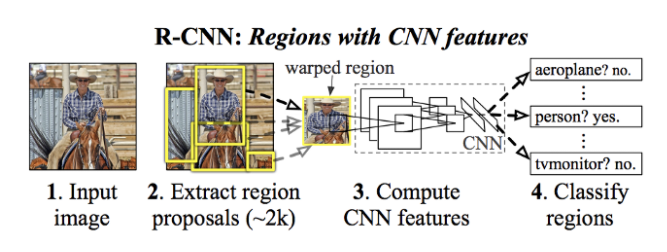 R-CNN: Regions with CNN features
warped region
aeroplane? no.
person? yes.
tvmonitor? no.
CNN
1. Input
image
2. Extract region
proposals (~2k)
3. Compute
CNN features
4. Classify
regions